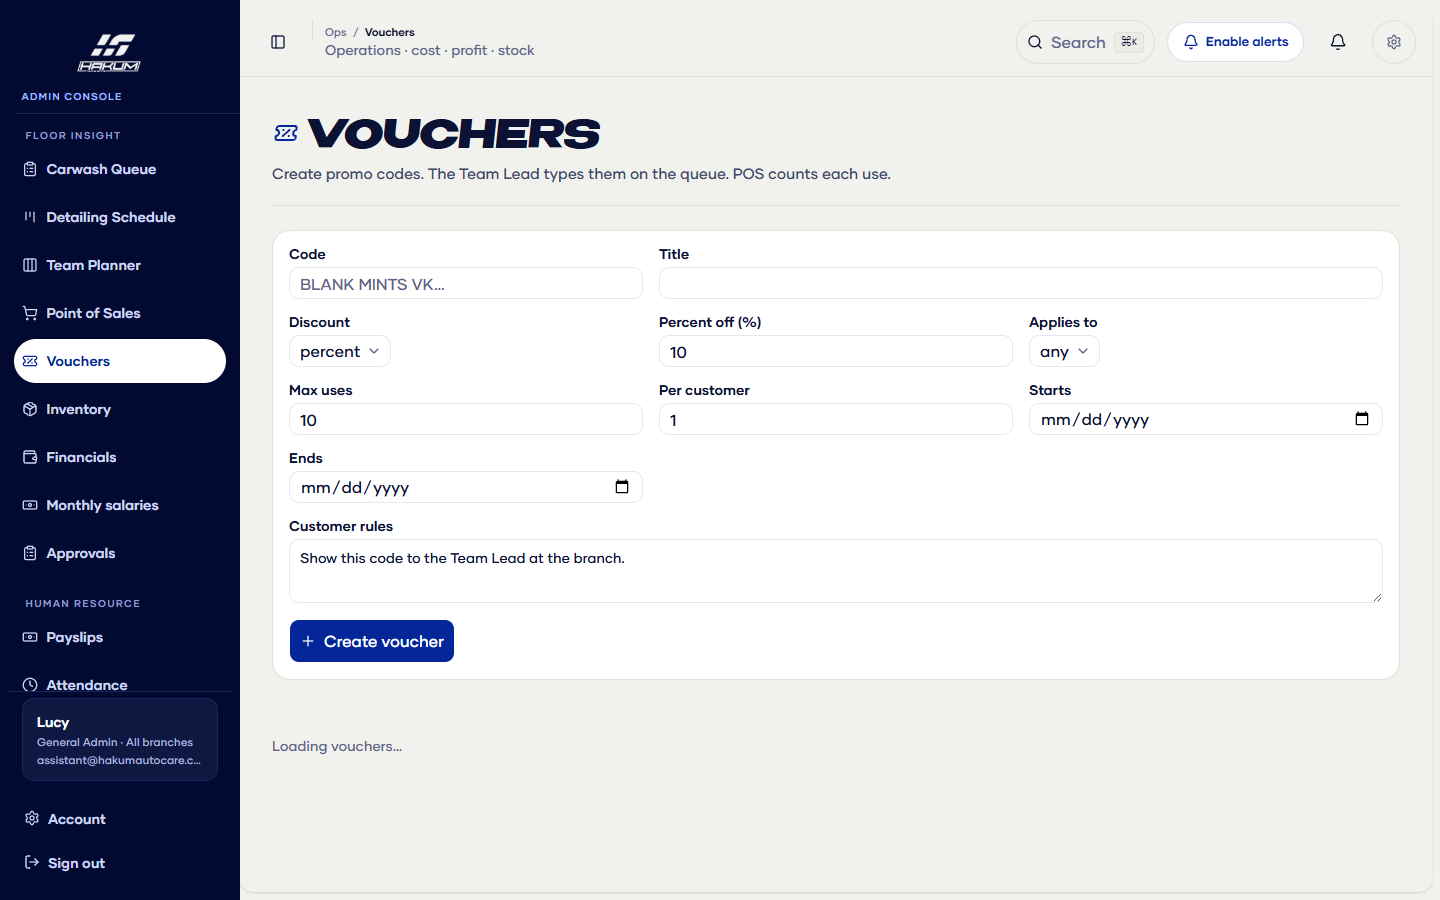 HAKUM
ADMIN CONSOLE
FLOOR INSIGHT
Carwash Queue
Detailing Schedule
Team Planner
Point of Sales
Vouchers
Inventory
Financials
Monthly salaries
Approvals
HUMAN RESOURCE
Payslips
Attendance
Lucy
General Admin · All branches
assistant@hakumautocare.c...
Account
Sign out
Ops / Vouchers
Operations · cost · profit · stock
Search ⌘K
Enable alerts
VOUCHERS
Create promo codes. The Team Lead types them on the queue. POS counts each use.
Code
BLANK MINTS VK...
Title
Discount
percent
Percent off (%)
10
Applies to
any
Max uses
10
Per customer
1
Starts
mm/dd/yyyy
Ends
mm/dd/yyyy
Customer rules
Show this code to the Team Lead at the branch.
+ Create voucher
Loading vouchers...